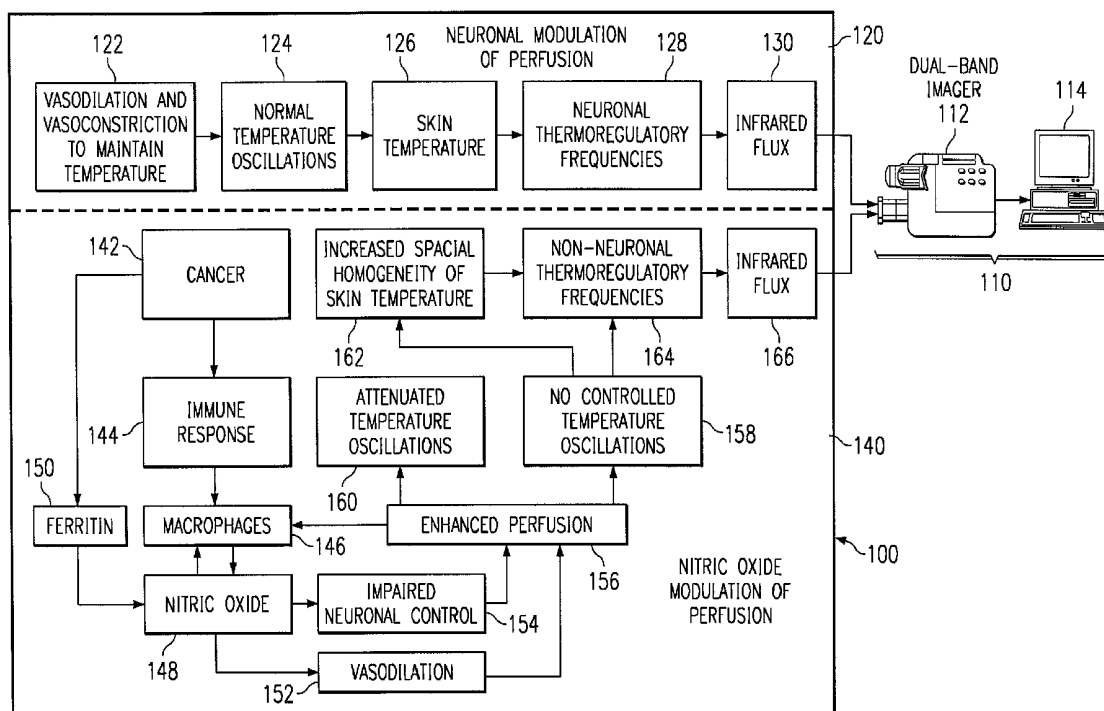 122
124
126
NEURONAL MODULATION
OF PERFUSION
128
130
120
VASODILATION AND
VASOCONSTRICTION
TO MAINTAIN
TEMPERATURE
NORMAL
TEMPERATURE
OSCILLATIONS
SKIN
TEMPERATURE
NEURONAL
THERMOREGULATORY
FREQUENCIES
INFRARED
FLUX
DUAL-BAND
IMAGER
112
114
110
142
CANCER
INCREASED SPACIAL
HOMOGENEITY OF
SKIN TEMPERATURE
NON-NEURONAL
THERMOREGULATORY
FREQUENCIES
INFRARED
FLUX
162
164
166
144
IMMUNE
RESPONSE
ATTENUATED
TEMPERATURE
OSCILLATIONS
NO CONTROLLED
TEMPERATURE
OSCILLATIONS
158
140
150
160
FERRITIN
MACROPHAGES
146
ENHANCED PERFUSION
156
100
NITRIC OXIDE
148
IMPAIRED
NEURONAL CONTROL
154
NITRIC OXIDE
MODULATION OF
PERFUSION
VASODILATION
152